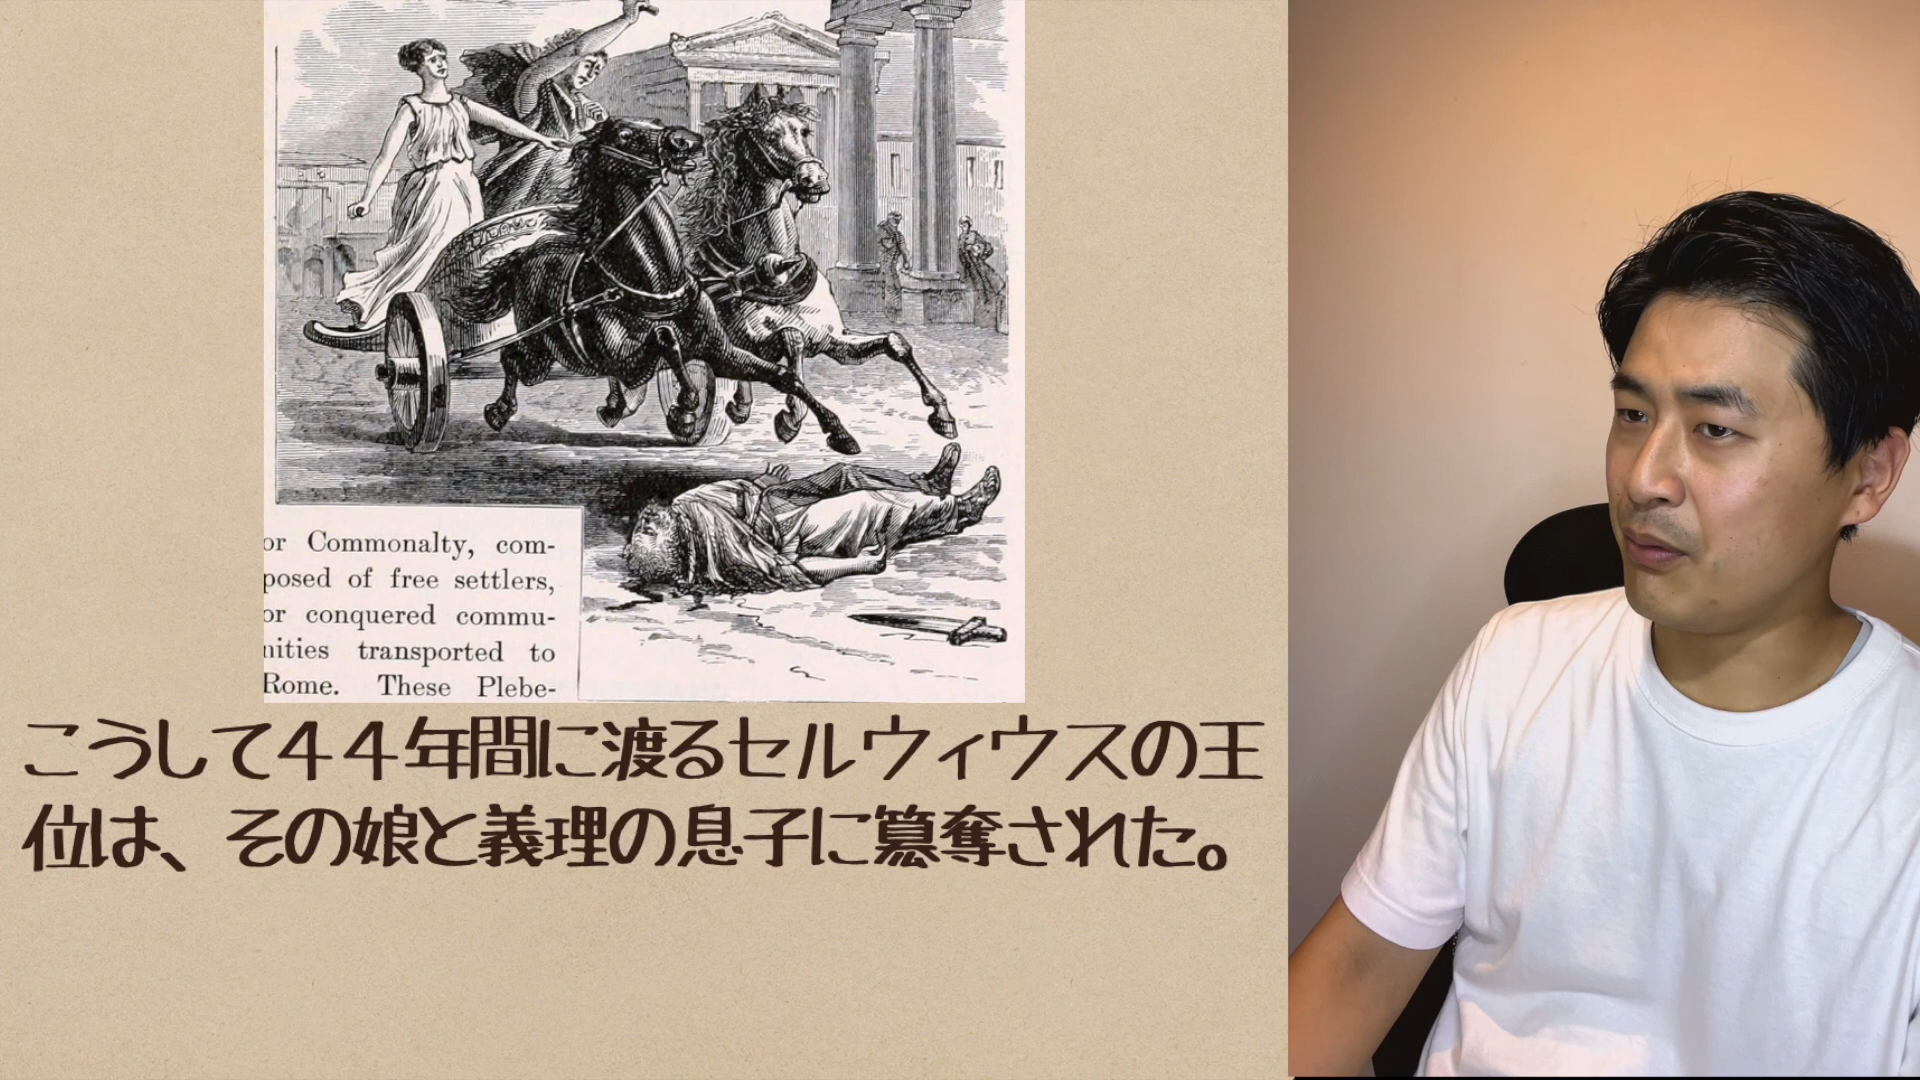 or Commonalty, com-
posed of free settlers,
or conquered commu-
nities transported to
Rome. These Plebe-
こうして４４年間に渡るセルウィウスの王
位は、その娘と義理の息子に簒奪された。